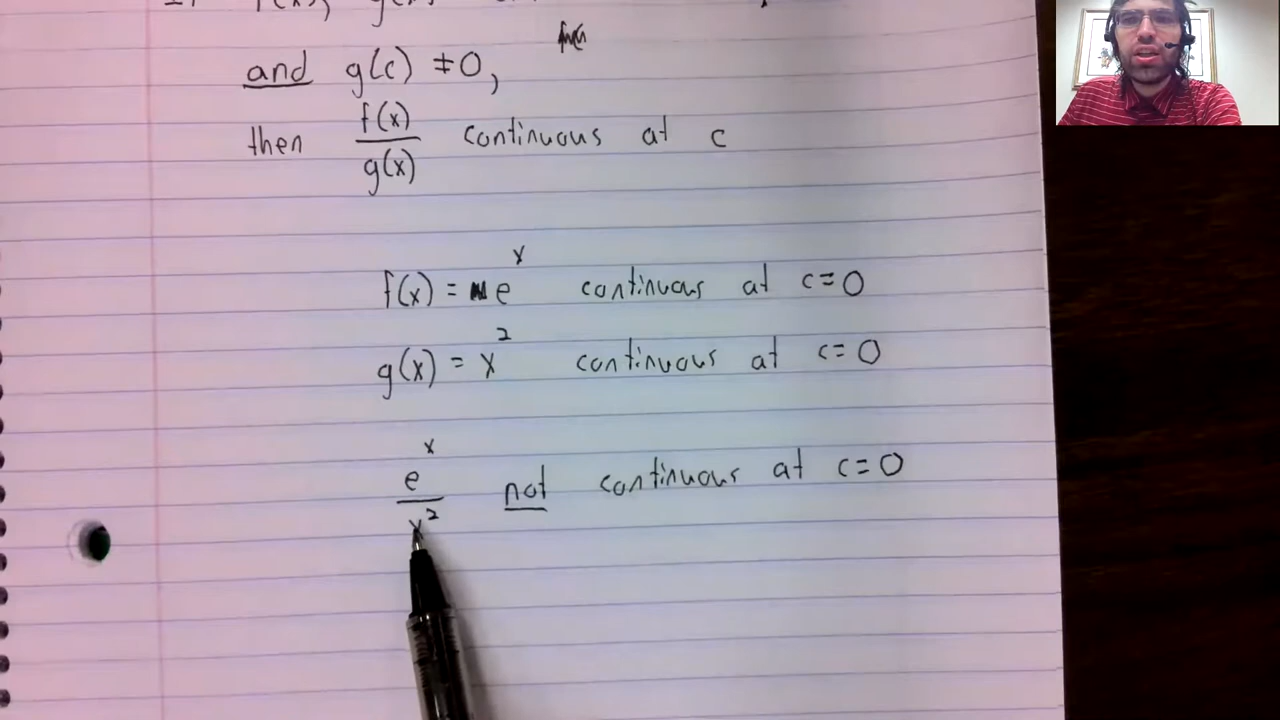 and g(c) ≠ 0,
then f(x)/g(x) continuous at c
f(x) = e^x continuous at c = 0
g(x) = x^2 continuous at c = 0
e^x/x^2 not continuous at c = 0